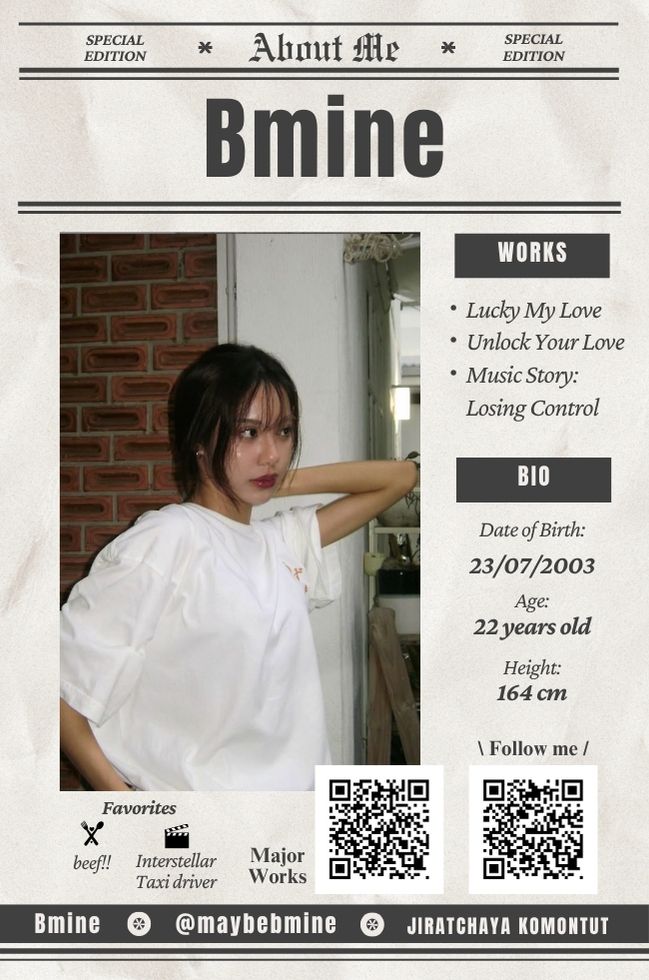 SPECIAL
EDITION
About Me
SPECIAL
EDITION
Bmine
WORKS
• Lucky My Love
• Unlock Your Love
• Music Story:
Losing Control
BIO
Date of Birth:
23/07/2003
Age:
22 years old
Height:
164 cm
\ Follow me /
Favorites
beef!!
Interstellar
Taxi driver
Major
Works
Bmine
@maybebmine
JIRATCHAYA KOMONTUT